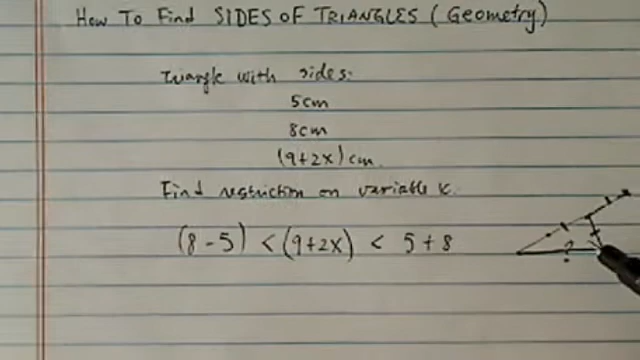 How To Find SIDES OF TRIANGLES (Geometry)
Triangle with sides:
5cm
8cm
(9+2x) cm.
Find restriction on variable x.
(8-5) < (9+2x) < 5+8
?